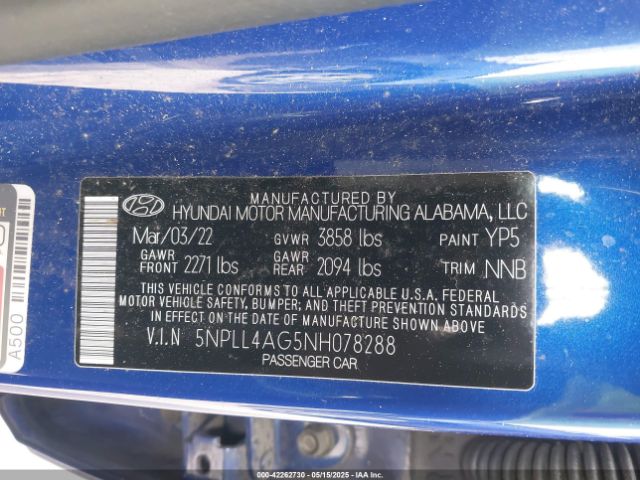 MANUFACTURED BY
HYUNDAI MOTOR MANUFACTURING ALABAMA, LLC
Mar/03/22 GVWR 3858 lbs PAINT YP5
GAWR FRONT 2271 lbs GAWR REAR 2094 lbs TRIM NNB
THIS VEHICLE CONFORMS TO ALL APPLICABLE U.S.A. FEDERAL
MOTOR VEHICLE SAFETY, BUMPER, AND THEFT PREVENTION STANDARDS
IN EFFECT ON THE DATE OF MANUFACTURE SHOWN ABOVE.
V.I.N 5NPLL4AG5NH078288
PASSENGER CAR
A500
000-42262730 - 05/15/2025 - IAAI.COM